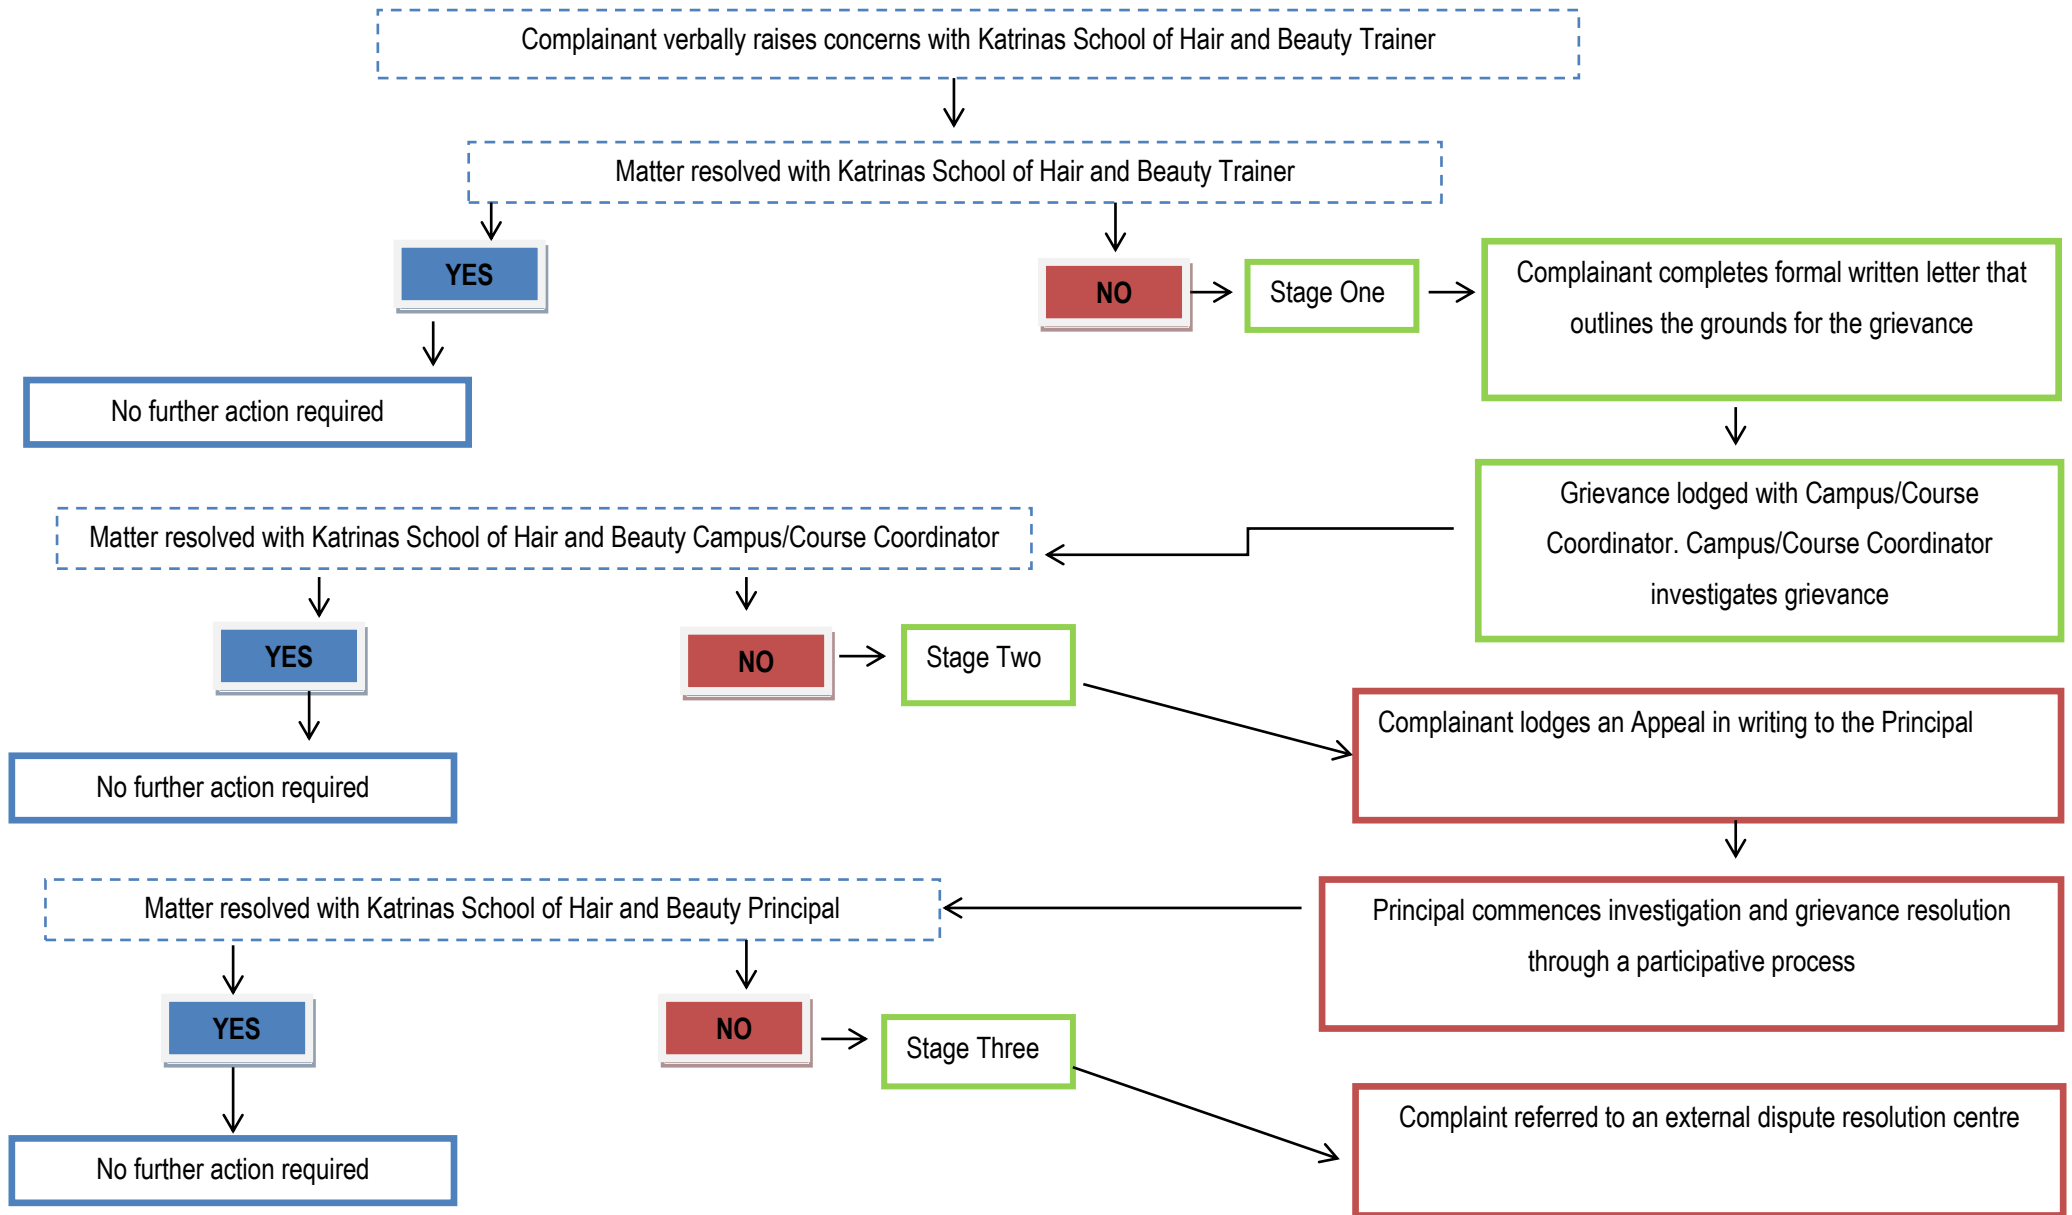 Complainant verbally raises concerns with Katrinas School of Hair and Beauty Trainer
Matter resolved with Katrinas School of Hair and Beauty Trainer
YES
NO
Stage One
Complainant completes formal written letter that
outlines the grounds for the grievance
No further action required
Grievance lodged with Campus/Course
Coordinator. Campus/Course Coordinator
investigates grievance
Matter resolved with Katrinas School of Hair and Beauty Campus/Course Coordinator
YES
NO
Stage Two
Complainant lodges an Appeal in writing to the Principal
No further action required
Principal commences investigation and grievance resolution
through a participative process
Matter resolved with Katrinas School of Hair and Beauty Principal
YES
NO
Stage Three
Complaint referred to an external dispute resolution centre
No further action required